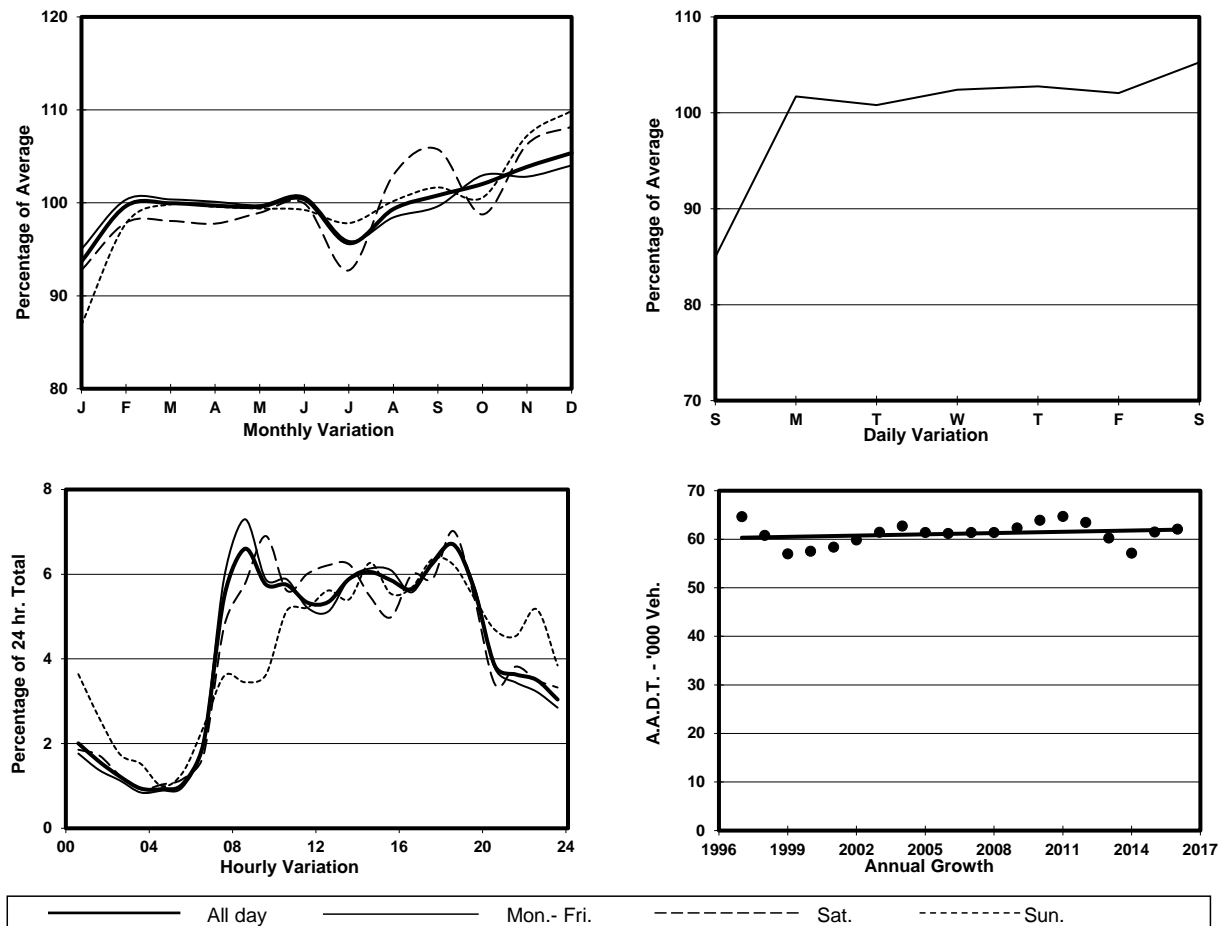 120
110
100
90
80
Percentage of Average
J F M A M J J A S O N D
Monthly Variation
110
100
90
80
70
Percentage of Average
S M T W T F S
Daily Variation
8
6
4
2
0
Percentage of 24 hr. Total
00 04 08 12 16 20 24
Hourly Variation
70
60
50
40
30
20
10
0
A.A.D.T. - '000 Veh.
1996 1999 2002 2005 2008 2011 2014 2017
Annual Growth
All day Mon.- Fri. Sat. Sun.